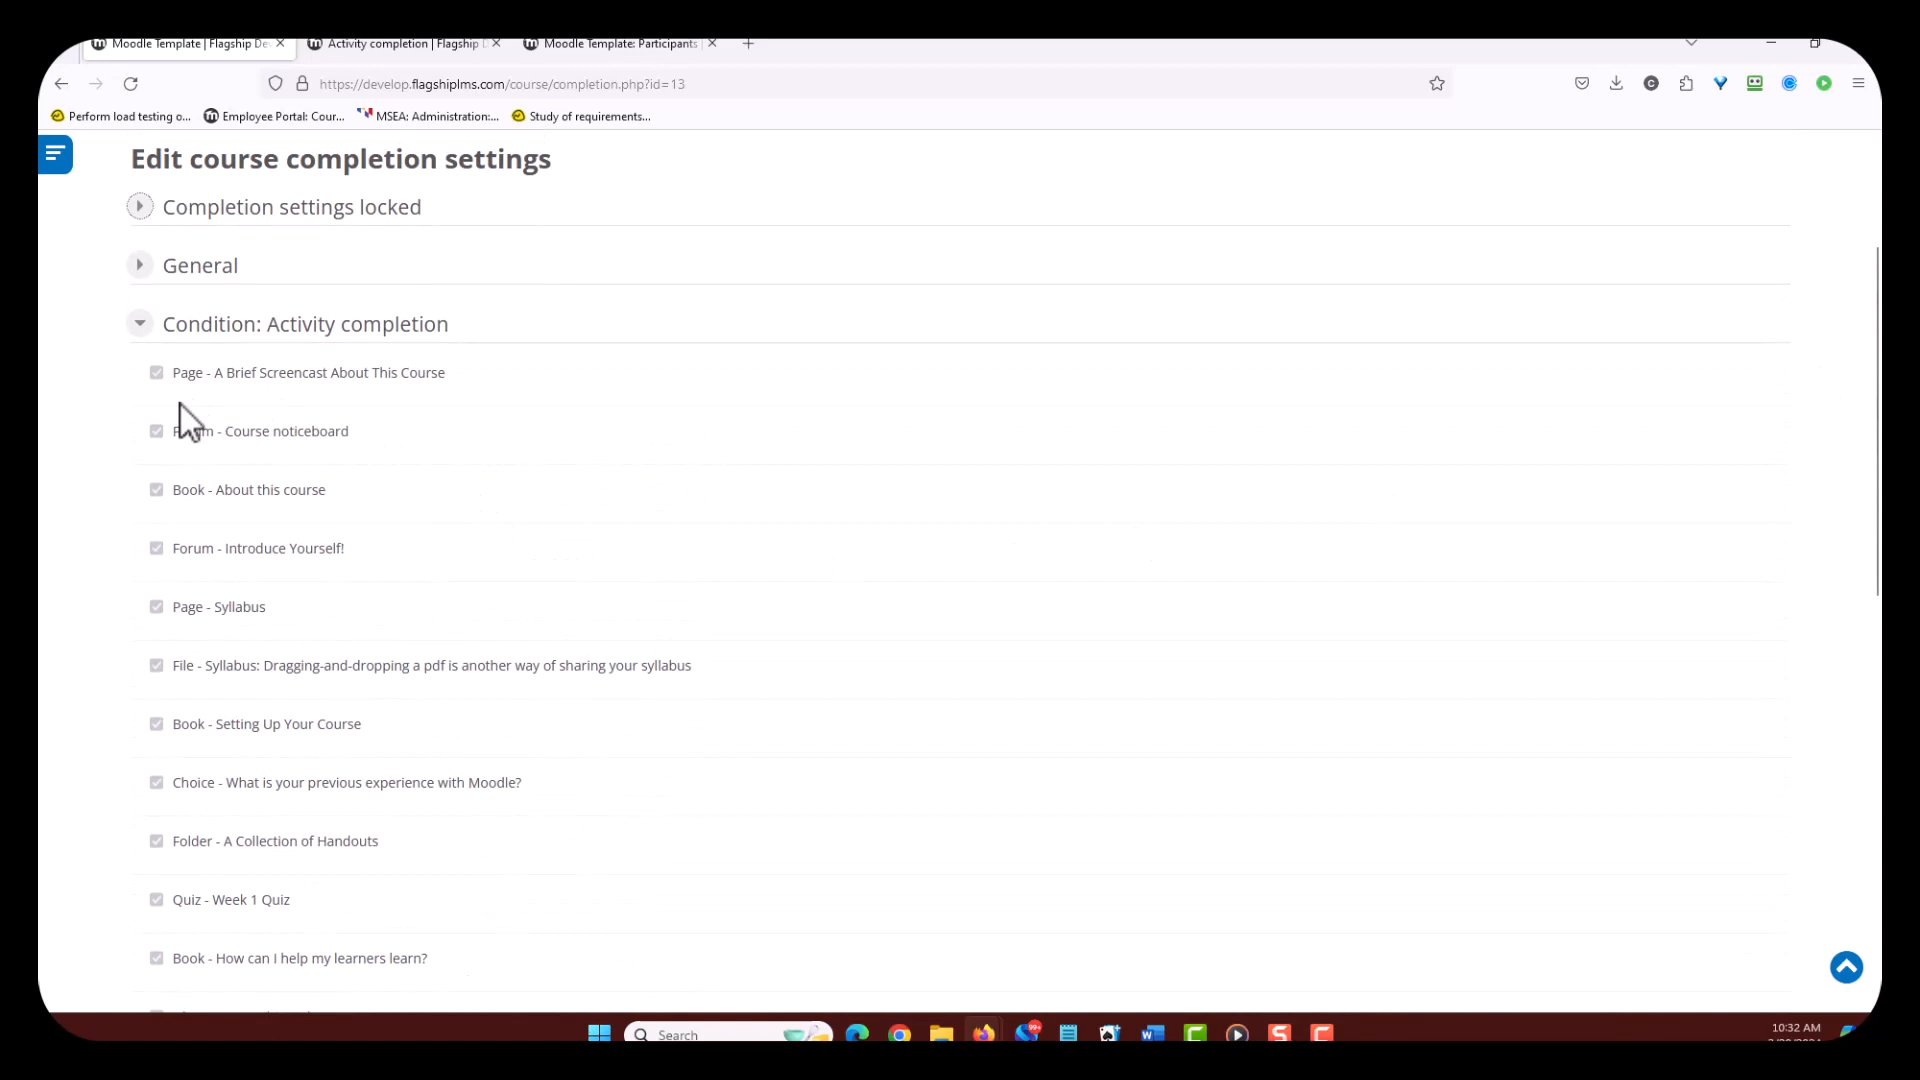 Moodle Template | Flagship De
Activity completion | Flagship D
Moodle Template: Participants
https://develop.flagshiplms.com/course/completion.php?id=13
Perform load testing o...
Employee Portal: Cour...
MSEA: Administration:...
Study of requirements...
Edit course completion settings
Completion settings locked
General
Condition: Activity completion
Page - A Brief Screencast About This Course
- Course noticeboard
Book - About this course
Forum - Introduce Yourself!
Page - Syllabus
File - Syllabus: Dragging-and-dropping a pdf is another way of sharing your syllabus
Book - Setting Up Your Course
Choice - What is your previous experience with Moodle?
Folder - A Collection of Handouts
Quiz - Week 1 Quiz
Book - How can I help my learners learn?
Search
99+
10:32 AM